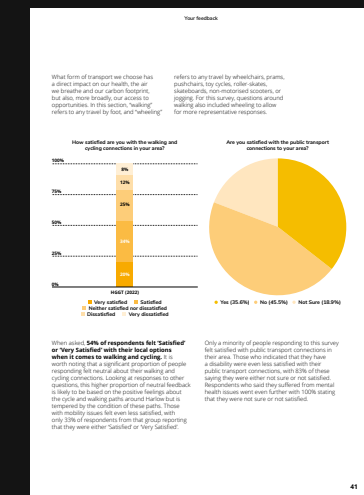 Your feedback
What form of transport we choose has
a direct impact on our health, the air
we breathe and our carbon footprint,
but also, more broadly, our access to
opportunities. In this section, "walking"
refers to any travel by foot, and "wheeling"
refers to any travel by wheelchairs, prams,
pushchairs, toy cycles, roller-skates,
skateboards, non-motorised scooters, or
jogging. For this survey, questions around
walking also included wheeling to allow
for more representative responses.
How satisfied are you with the walking and
cycling connections in your area?
100%
75%
50%
25%
0%
8%
12%
25%
HGGT (2022)
Very satisfied
Satisfied
Neither satisfied nor dissatisfied
Dissatisfied
Very dissatisfied
Are you satisfied with the public transport
connections to your area?
Yes (35.6%)
No (45.5%)
Not Sure (18.9%)
When asked, 54% of respondents felt 'Satisfied'
or 'Very Satisfied' with their local options
when it comes to walking and cycling. It is
worth noting that a significant proportion of people
responding felt neutral about their walking and
cycling connections. Looking at responses to other
questions, this higher proportion of neutral feedback
is likely to be based on the positive feelings about
the cycle and walking paths around Harlow but is
tempered by the condition of these paths. Those
with mobility issues felt even less satisfied, with
only 33% of respondents from that group reporting
that they were either 'Satisfied' or 'Very Satisfied'.
Only a minority of people responding to this survey
felt satisfied with public transport connections in
their area. Those who indicated that they have
a disability were even less satisfied with their
public transport connections, with 83% of these
saying they were either not sure or not satisfied.
Respondents who said they suffered from mental
health issues went even further with 100% stating
that they were not sure or not satisfied.
41